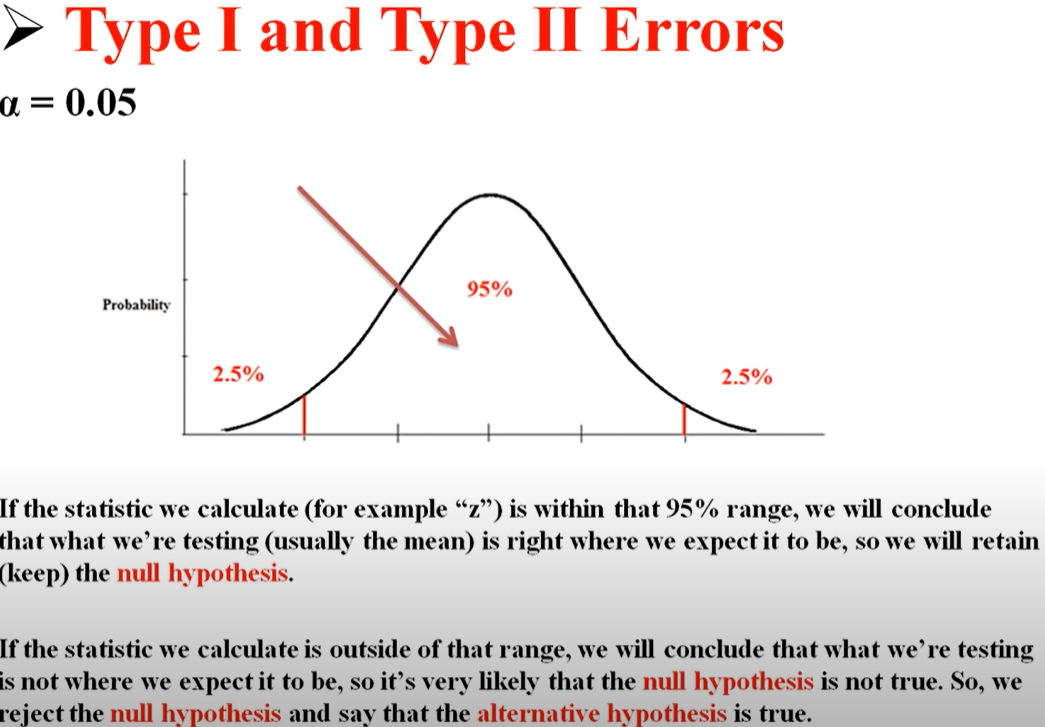 ➤ Type I and Type II Errors
α = 0.05
95%
Probability
2.5%
2.5%
If the statistic we calculate (for example “z”) is within that 95% range, we will conclude
that what we’re testing (usually the mean) is right where we expect it to be, so we will retain
(keep) the null hypothesis.
If the statistic we calculate is outside of that range, we will conclude that what we’re testing
is not where we expect it to be, so it’s very likely that the null hypothesis is not true. So, we
reject the null hypothesis and say that the alternative hypothesis is true.